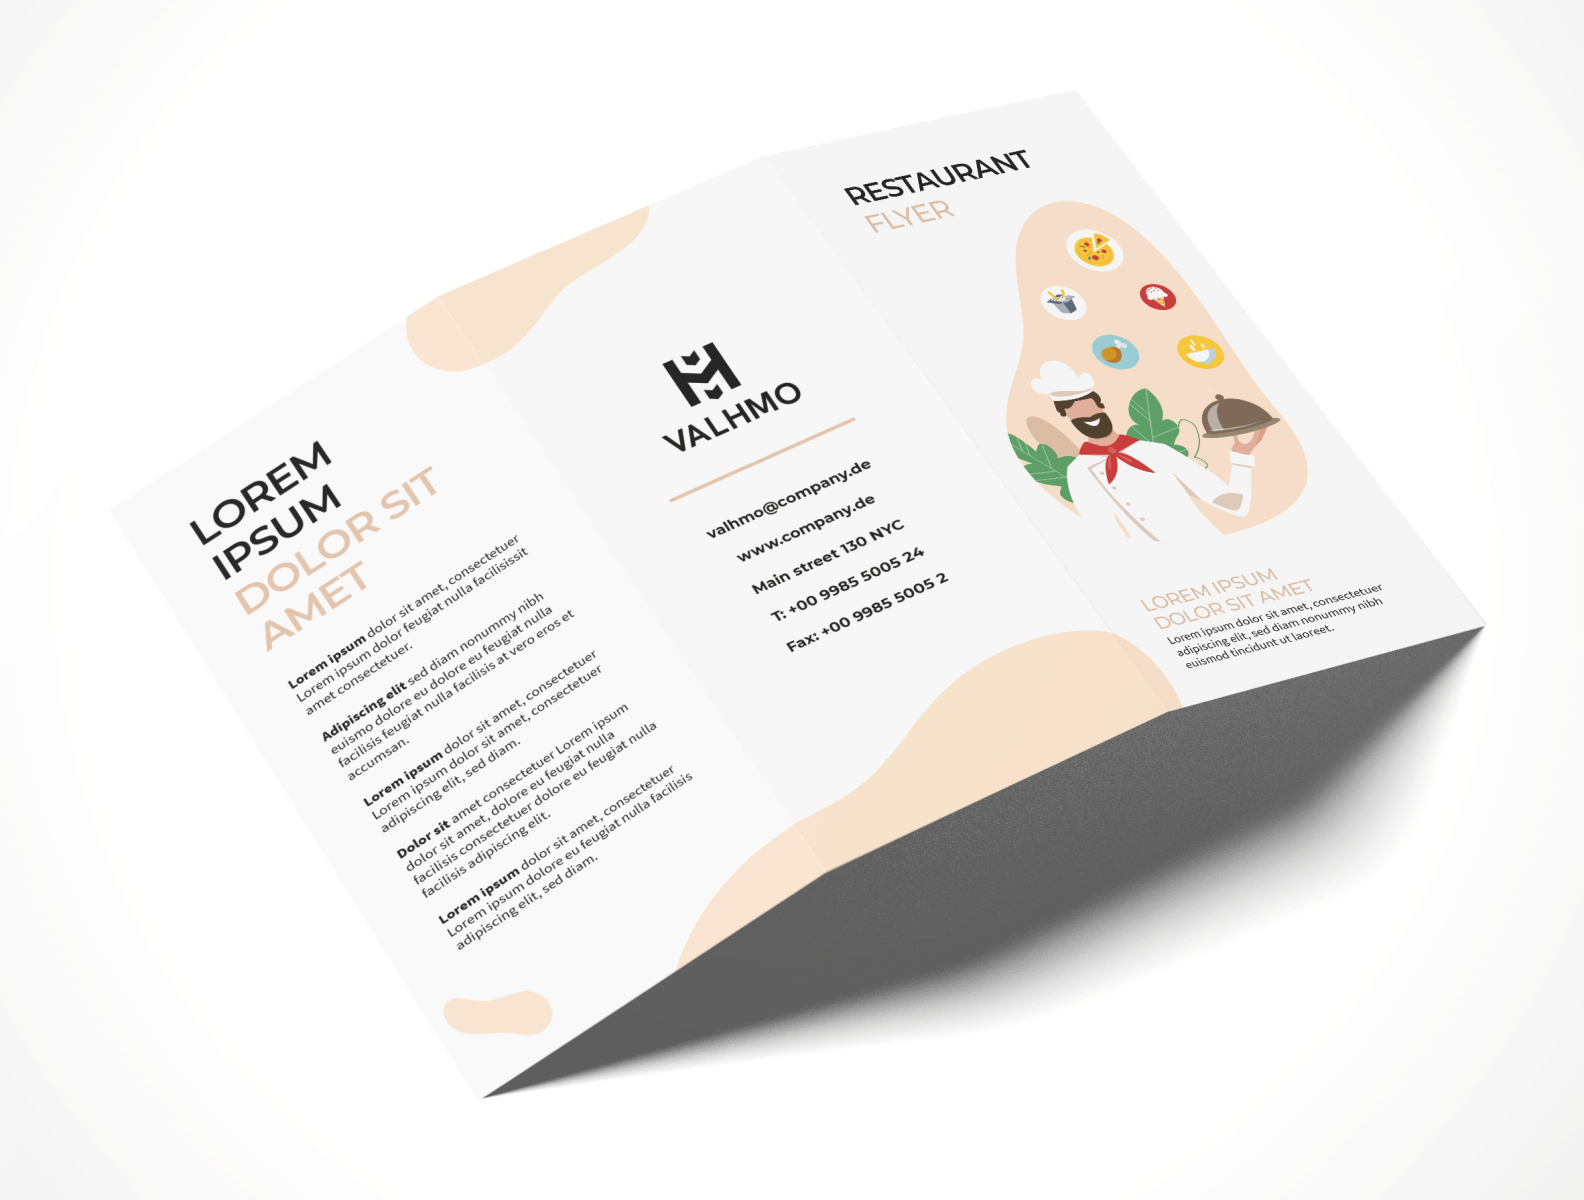 LOREM
IPSUM
DOLOR SIT
AMET
Lorem ipsum dolor sit amet, consectetuer
Lorem ipsum dolor feugiat nulla facilisissit
amet consectetuer.
Adipiscing elit sed diam nonummy nibh
euismo dolore eu dolore eu feugiat nulla
facilisis feugiat nulla facilisis at vero eros et
accumsan.
Lorem ipsum dolor sit amet, consectetuer
Lorem ipsum dolor sit amet, consectetuer
adipiscing elit, sed diam.
Dolor sit amet consectetuer Lorem ipsum
dolor sit amet, dolore eu feugiat nulla
facilisis consectetuer dolore eu feugiat nulla
facilisis adipiscing elit.
Lorem ipsum dolor sit amet, consectetuer
Lorem ipsum dolore eu feugiat nulla facilisis
adipiscing elit, sed diam.
VALHMO
valhmo@company.de
www.company.de
Main street 130 NYC
T: +00 9985 5005 24
Fax: +00 9985 5005 2
RESTAURANT
FLYER
LOREM IPSUM
DOLOR SIT AMET
Lorem ipsum dolor sit amet, consectetuer
adipiscing elit, sed diam nonummy nibh
euismod tincidunt ut laoreet.